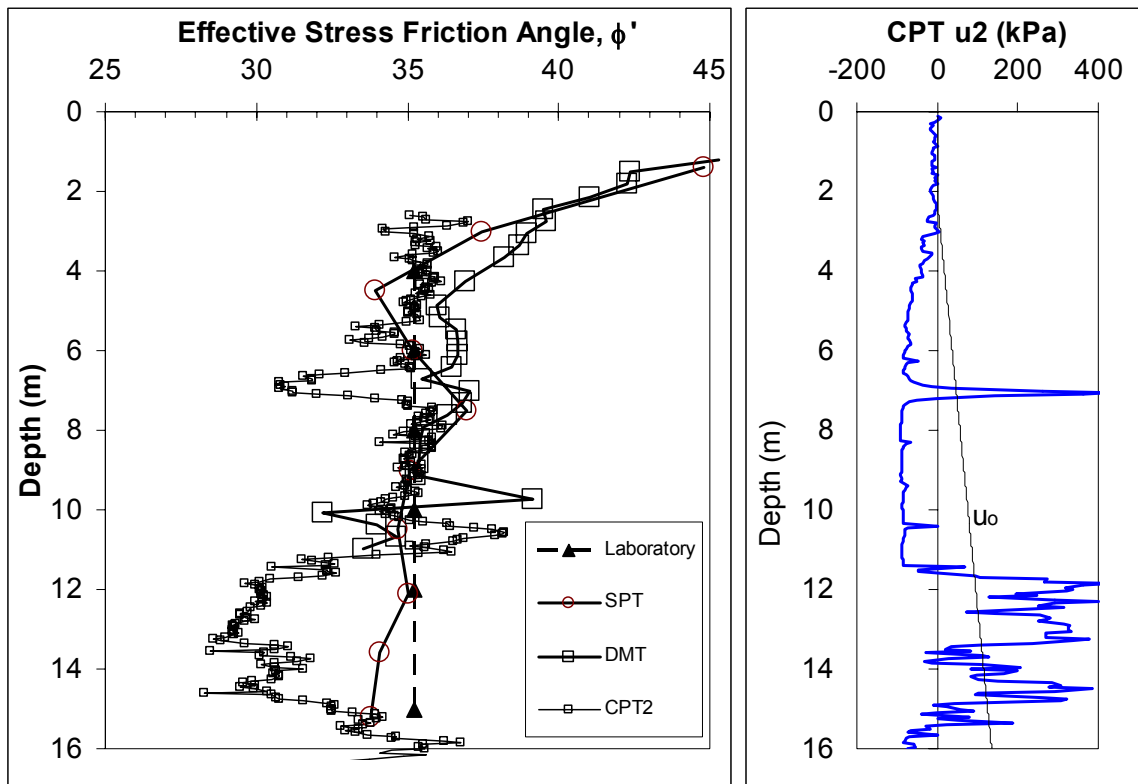 Effective Stress Friction Angle, ϕ'
25 30 35 40 45
0
2
4
6
8
10
12
14
16
Depth (m)
Laboratory
SPT
DMT
CPT2
CPT u2 (kPa)
-200 0 200 400
0
2
4
6
8
10
12
14
16
Depth (m)
uo